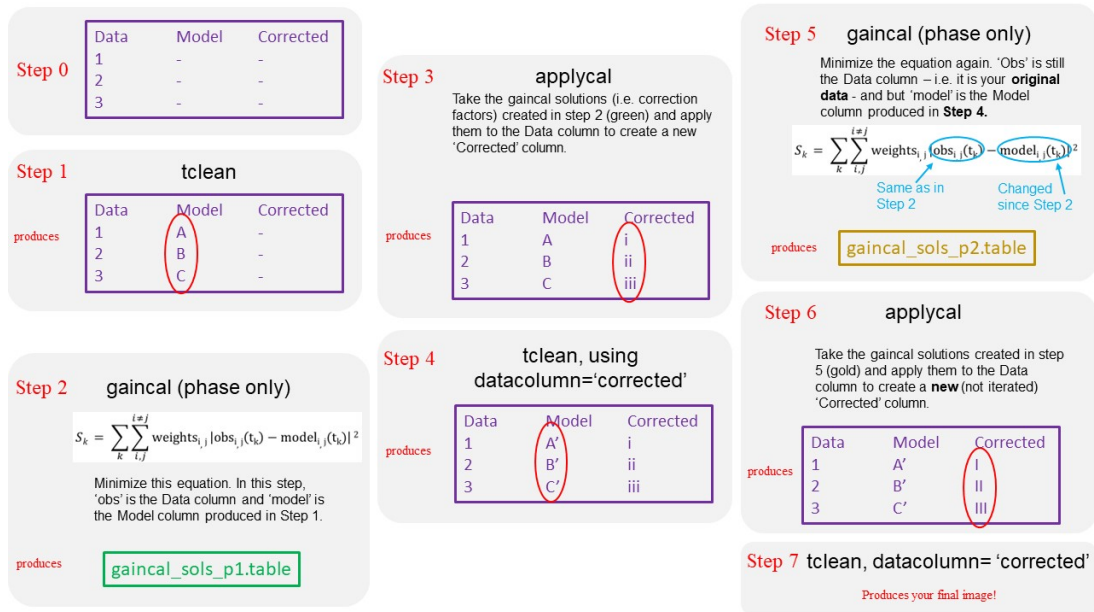 Step 0
Data Model Corrected
1 - -
2 - -
3 - -
Step 1 tclean
produces
Data Model Corrected
1 A -
2 B -
3 C -
Step 2 gaincal (phase only)
S_k = ∑_k ∑_{i,j}^{i≠j} weights_{i,j} |obs_{i,j}(t_k) − model_{i,j}(t_k)|²
Minimize this equation. In this step,
'obs' is the Data column and 'model' is
the Model column produced in Step 1.
produces
gaincal_sols_p1.table
Step 3 applycal
Take the gaincal solutions (i.e. correction
factors) created in step 2 (green) and apply
them to the Data column to create a new
'Corrected' column.
produces
Data Model Corrected
1 A i
2 B ii
3 C iii
Step 4 tclean, using
datacolumn='corrected'
produces
Data Model Corrected
1 A' i
2 B' ii
3 C' iii
Step 5 gaincal (phase only)
Minimize the equation again. 'Obs' is still
the Data column – i.e. it is your original
data - and but 'model' is the Model
column produced in Step 4.
S_k = ∑_k ∑_{i,j}^{i≠j} weights_{i,j} |obs_{i,j}(t_k) − model_{i,j}(t_k)|²
Same as in
Step 2
Changed
since Step 2
produces
gaincal_sols_p2.table
Step 6 applycal
Take the gaincal solutions created in step
5 (gold) and apply them to the Data
column to create a new (not iterated)
'Corrected' column.
produces
Data Model Corrected
1 A' I
2 B' II
3 C' III
Step 7 tclean, datacolumn= 'corrected'
Produces your final image!